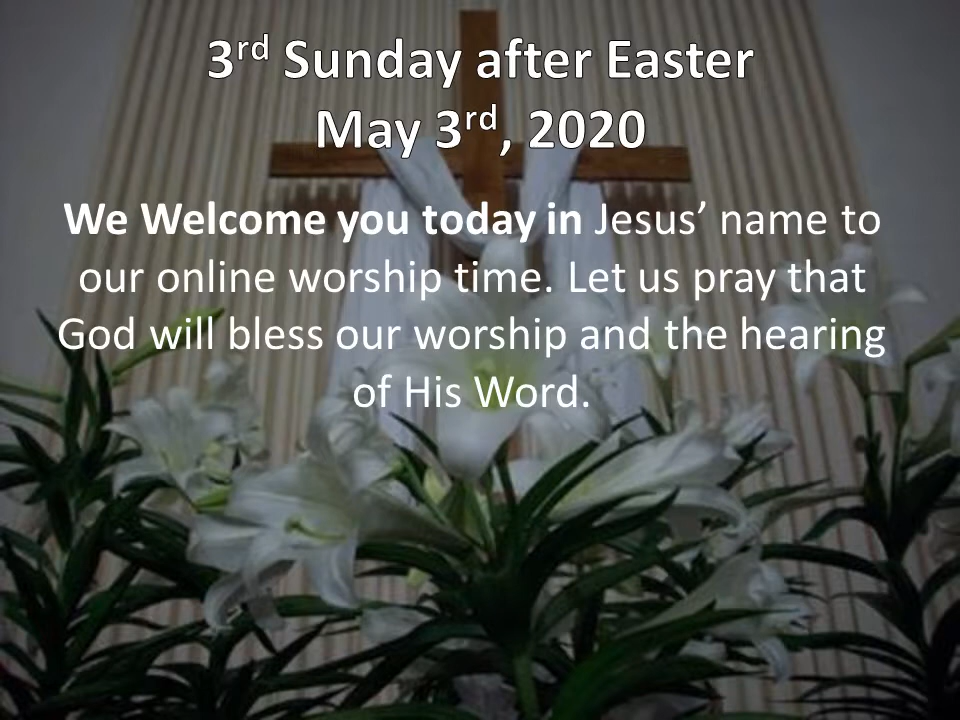 3rd Sunday after Easter
May 3rd, 2020
We Welcome you today in Jesus’ name to
our online worship time. Let us pray that
God will bless our worship and the hearing
of His Word.